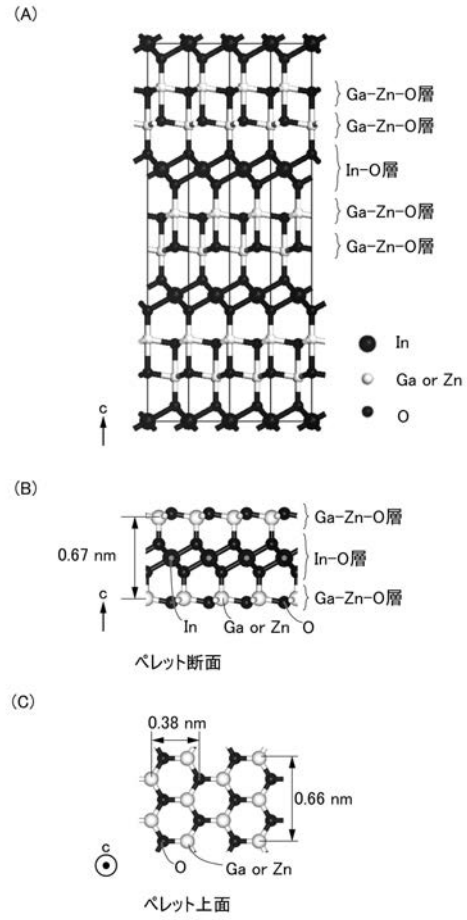 (A)
Ga-Zn-O層
Ga-Zn-O層
In-O層
Ga-Zn-O層
Ga-Zn-O層
In
Ga or Zn
O
c
(B)
Ga-Zn-O層
0.67 nm
In-O層
c
Ga-Zn-O層
In
Ga or Zn
O
ペレット断面
(C)
0.38 nm
0.66 nm
c
O
Ga or Zn
ペレット上面